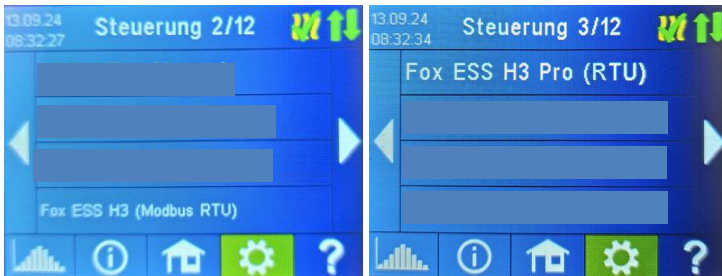 13.09.24
08:32:27
Steuerung 2/12
Fox ESS H3 (Modbus RTU)
?
13.09.24
08:32:34
Steuerung 3/12
Fox ESS H3 Pro (RTU)
?